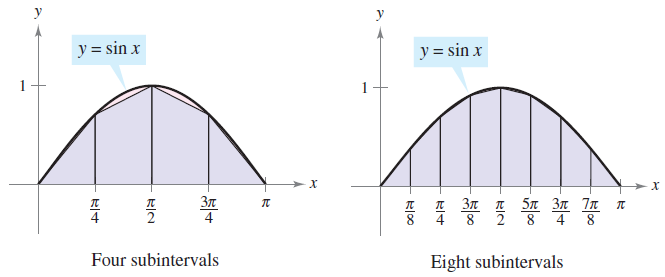 y
y = sin x
1
x
π/4 π/2 3π/4 π
Four subintervals
y
y = sin x
1
x
π/8 π/4 3π/8 π/2 5π/8 3π/4 7π/8 π
Eight subintervals